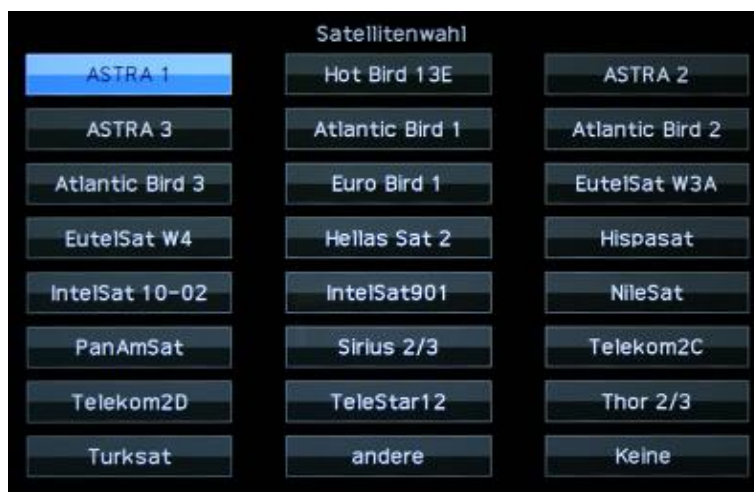 Satellitenwahl
ASTRA 1 Hot Bird 13E ASTRA 2
ASTRA 3 Atlantic Bird 1 Atlantic Bird 2
Atlantic Bird 3 Euro Bird 1 EutelSat W3A
EutelSat W4 Hellas Sat 2 Hispasat
IntelSat 10-02 IntelSat901 NileSat
PanAmSat Sirius 2/3 Telekom2C
Telekom2D TeleStar12 Thor 2/3
Turksat andere Keine